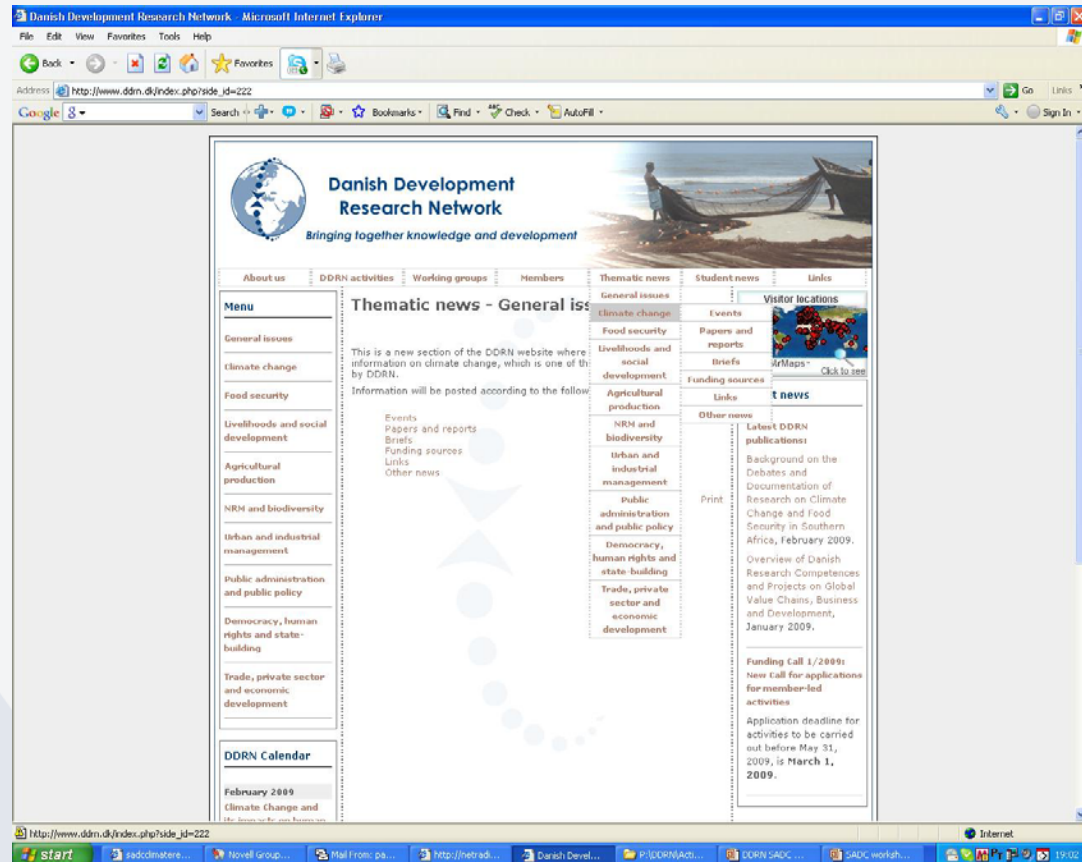 Danish Development Research Network - Microsoft Internet Explorer
File Edit View Favorites Tools Help
Back Favorites
Address http://www.ddrn.dk/index.php?side_id=222 Go Links
Google Search Bookmarks Find Check AutoFill Sign In
Danish Development
Research Network
Bringing together knowledge and development
About us DDRN activities Working groups Members Thematic news Student news Links
Menu
General issues
Climate change
Food security
Livelihoods and social
development
Agricultural
production
NRM and biodiversity
Urban and industrial
management
Public administration
and public policy
Democracy, human
rights and state-
building
Trade, private sector
and economic
development
DDRN Calendar
February 2009
Climate Change and
its impacts on human
Thematic news - General iss
This is a new section of the DDRN website where
information on climate change, which is one of th
by DDRN.
Information will be posted according to the follow
Events
Papers and reports
Briefs
Funding sources
Links
Other news
Print
General issues
Climate change
Food security
Livelihoods and
social
development
Agricultural
production
NRM and
biodiversity
Urban and
industrial
management
Public
administration
and public policy
Democracy,
human rights and
state-building
Trade, private
sector and
economic
development
Events
Papers and
reports
Briefs
Funding sources
Links
Other news
Visitor locations
Click to see
t news
Latest DDRN
publications:
Background on the
Debates and
Documentation of
Research on Climate
Change and Food
Security in Southern
Africa, February 2009.
Overview of Danish
Research Competences
and Projects on Global
Value Chains, Business
and Development,
January 2009.
Funding Call 1/2009:
New Call for applications
for member-led
activities
Application deadline for
activities to be carried
out before May 31,
2009, is March 1,
2009.
http://www.ddrn.dk/index.php?side_id=222 Internet
start sadcdimatere... Novell Group... Mail From: pa... http://netradi... Danish Devel... P:\DDRN\Acti... DDRN SADC ... SADC worksh... 19:02